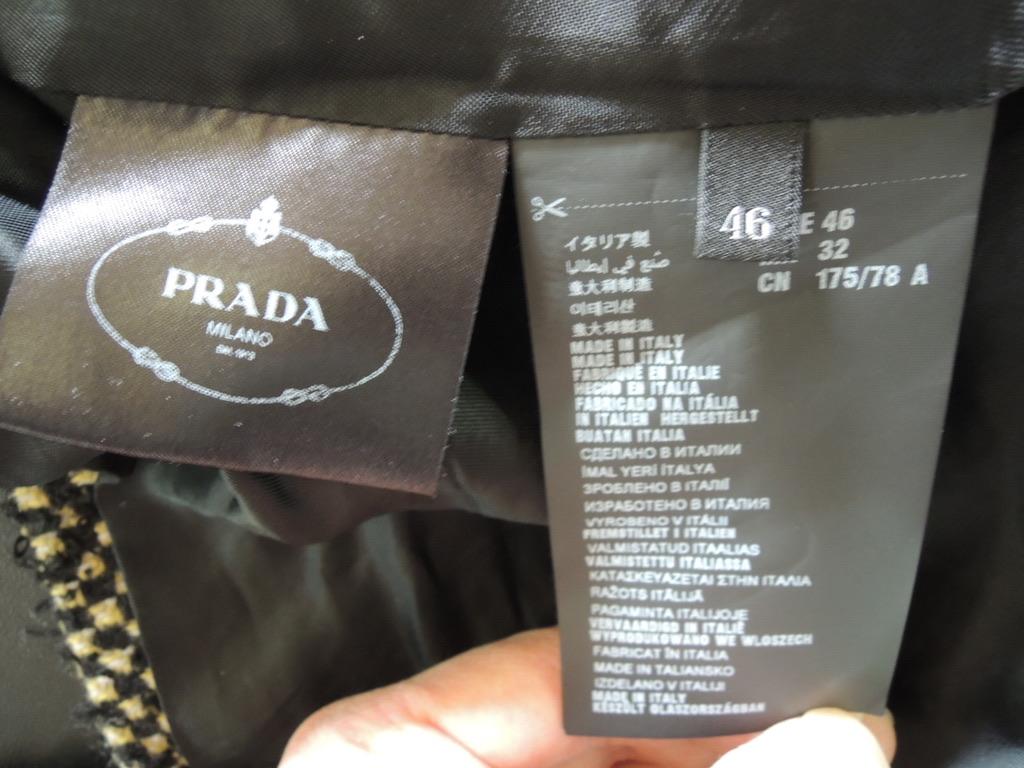 PRADA
MILANO
46
E 46
32
CN 175/78 A
イタリア製
صنع في إيطاليا
意大利制造
이태리산
意大利製造
MADE IN ITALY
MADE IN ITALY
FABRIQUÉ EN ITALIE
HECHO EN ITALIA
FABRICADO NA ITÁLIA
IN ITALIEN HERGESTELLT
BUATAN ITALIA
СДЕЛАНО В ИТАЛИИ
İMAL YERİ İTALYA
ЗРОБЛЕНО В ІТАЛІЇ
ИЗРАБОТЕНО В ИТАЛИЯ
VYROBENO V ITÁLII
FREMSTILLET I ITALIEN
VALMISTATUD ITAALIAS
VALMISTETTU ITALIASSA
ΚΑΤΑΣΚΕΥΑΖΕΤΑΙ ΣΤΗΝ ΙΤΑΛΙΑ
RAŽOTS ITĀLIJĀ
PAGAMINTA ITALIJOJE
VERVAARDIGD IN ITALIË
WYPRODUKOWANO WE WLOSZECH
FABRICAT ÎN ITALIA
MADE IN TALIANSKO
IZDELANO V ITALIJI
MADE IN ITALY
KÉSZÜLT OLASZORSZÁGBAN